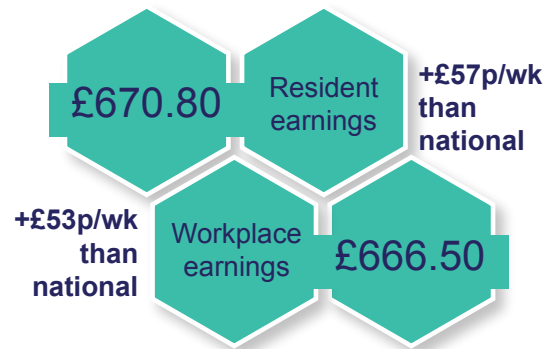 £670.80
Resident
earnings
+£57p/wk
than
national
+£53p/wk
than
national
Workplace
earnings
£666.50